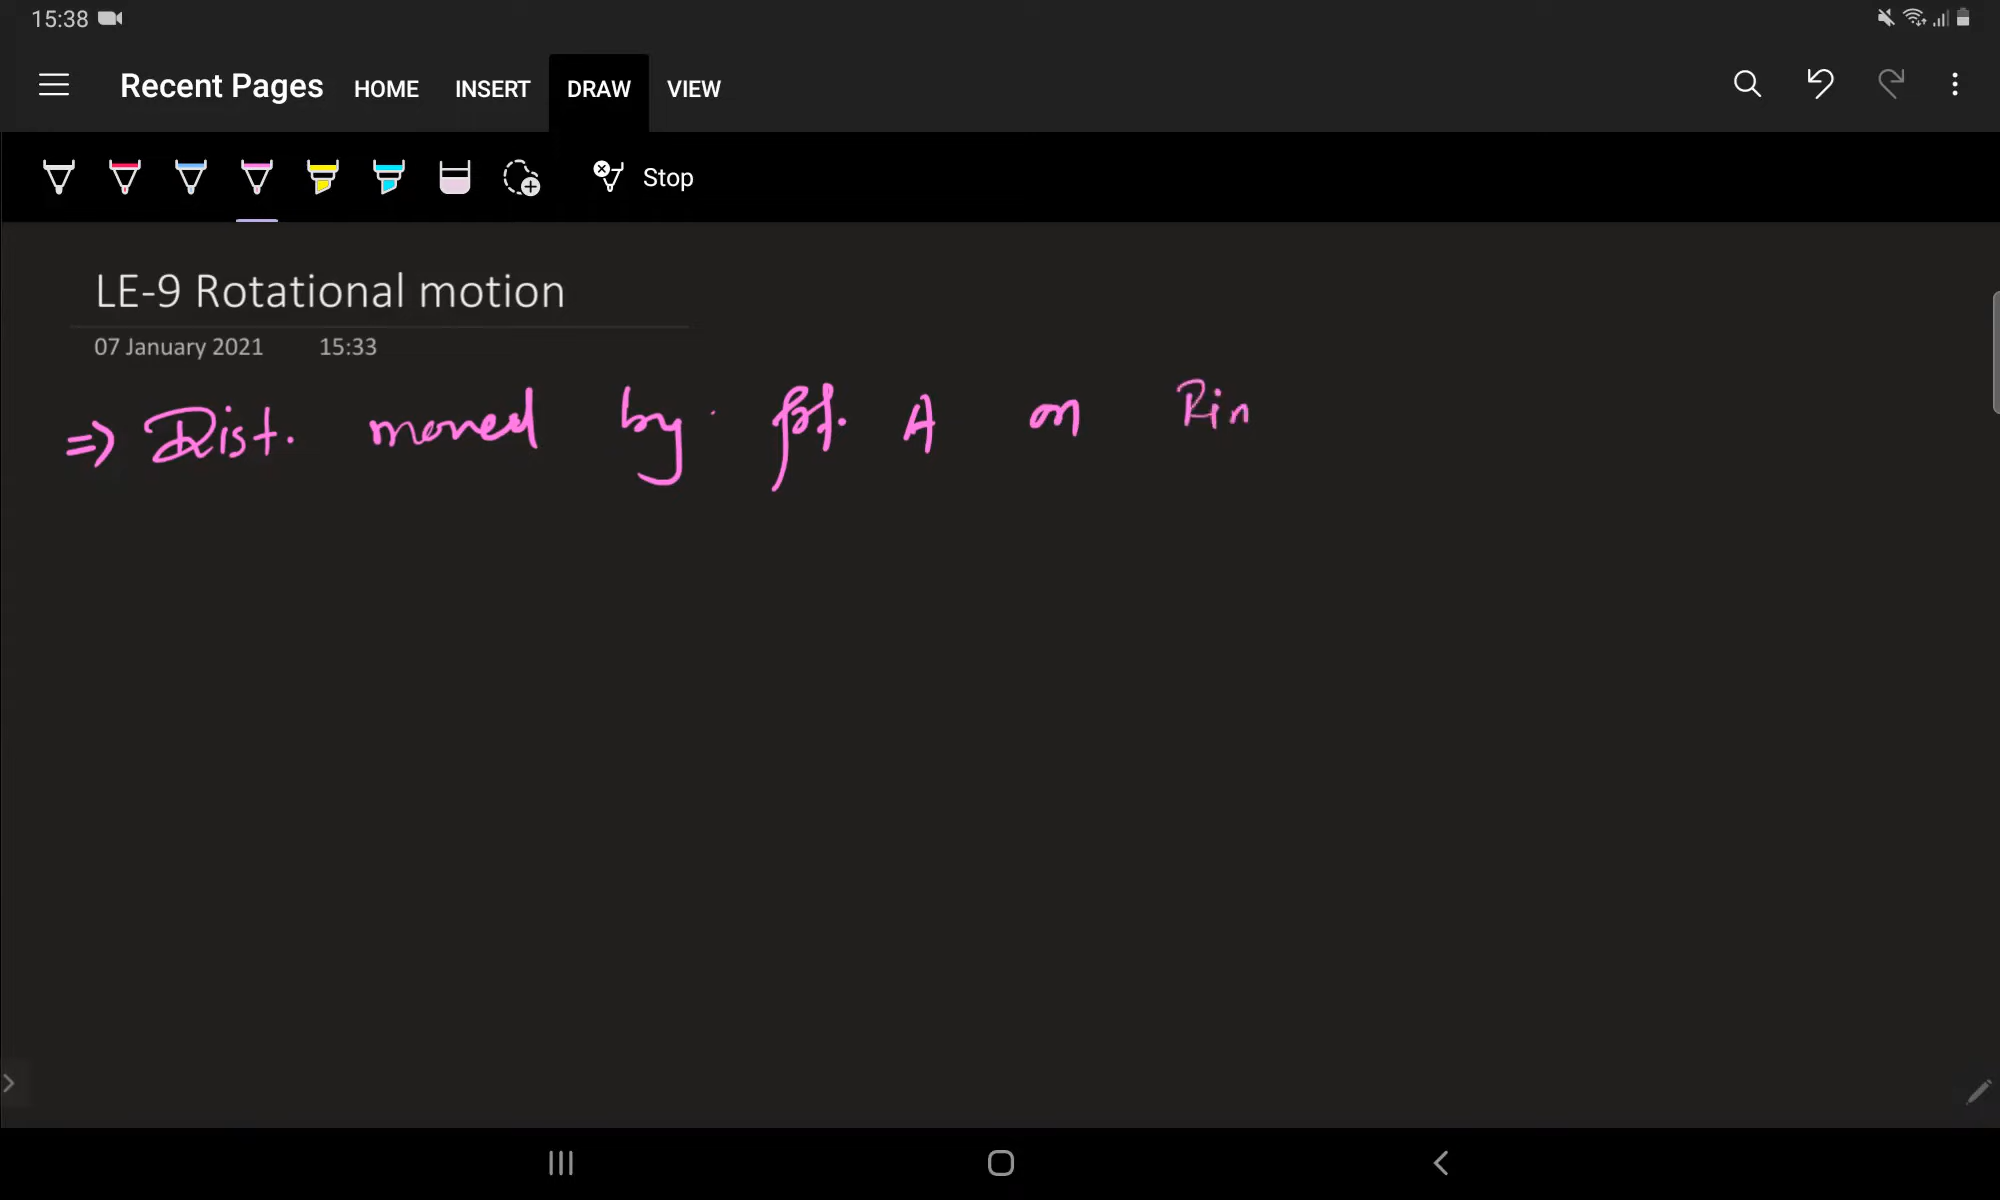 15:38
Recent Pages HOME INSERT DRAW VIEW
Stop
LE-9 Rotational motion
07 January 2021 15:33
=> Dist. moved by pt. A on Rin